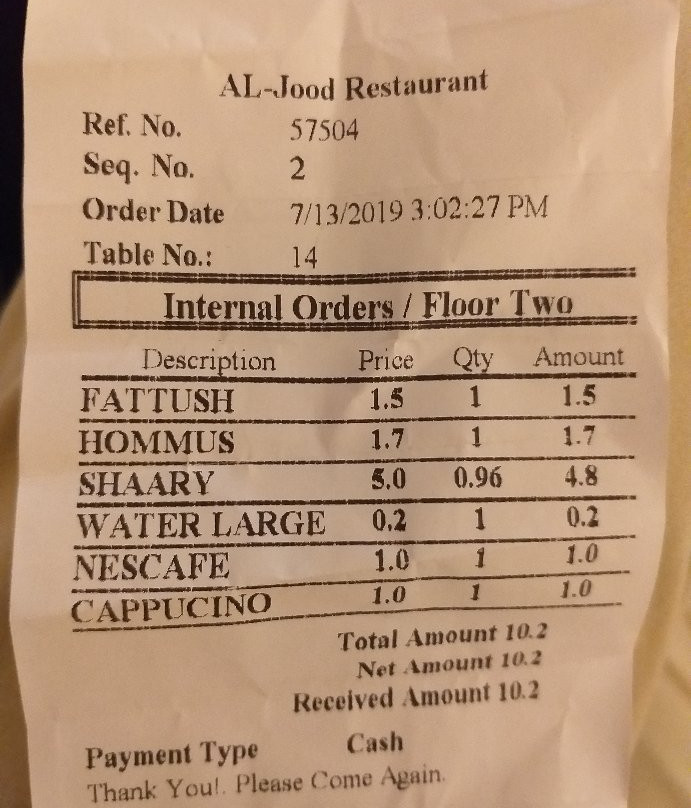 AL-Jood Restaurant
Ref. No. 57504
Seq. No. 2
Order Date 7/13/2019 3:02:27 PM
Table No.: 14
Internal Orders / Floor Two
Description Price Qty Amount
FATTUSH 1.5 1 1.5
HOMMUS 1.7 1 1.7
SHAARY 5.0 0.96 4.8
WATER LARGE 0.2 1 0.2
NESCAFE 1.0 1 1.0
CAPPUCINO 1.0 1 1.0
Total Amount 10.2
Net Amount 10.2
Received Amount 10.2
Payment Type Cash
Thank You!. Please Come Again.